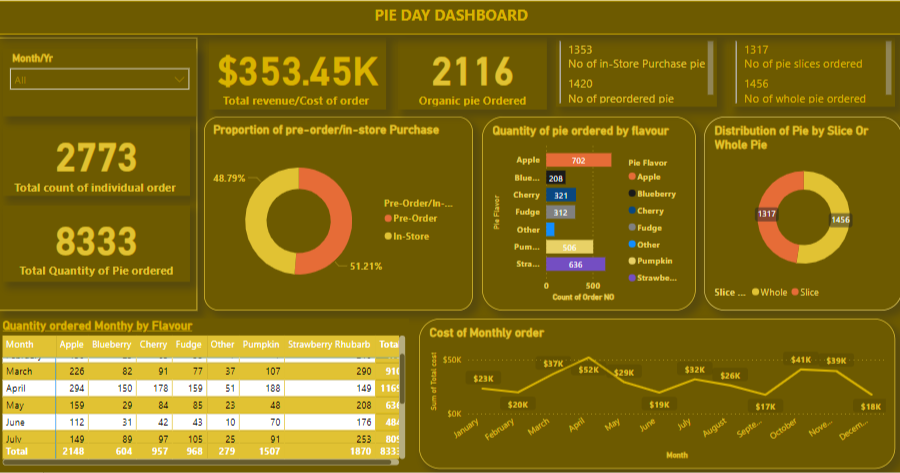 PIE DAY DASHBOARD
Month/Yr
All
$353.45K
Total revenue/Cost of order
2116
Organic pie Ordered
1353
No of in-Store Purchase pie
1420
No of preordered pie
1317
No of pie slices ordered
1456
No of whole pie ordered
2773
Total count of individual order
8333
Total Quantity of Pie ordered
Proportion of pre-order/in-store Purchase
48.79%
51.21%
Pre-Order/In-...
Pre-Order
In-Store
Quantity of pie ordered by flavour
Pie Flavor
Apple 702
Blue... 208
Cherry 321
Fudge 312
Other
Pum... 506
Stra... 636
0 500
Count of Order NO
Pie Flavor
Apple
Blueberry
Cherry
Fudge
Other
Pumpkin
Strawbe...
Distribution of Pie by Slice Or
Whole Pie
1317
1456
Slice ... Whole Slice
Quantity ordered Monthy by Flavour
Month Apple Blueberry Cherry Fudge Other Pumpkin Strawberry Rhubarb Total
March 226 82 91 77 37 107 290 910
April 294 150 178 159 51 188 149 1169
May 159 29 84 85 23 48 208 636
June 112 31 42 43 10 70 176 484
July 149 89 97 105 25 91 253 809
Total 2148 604 957 968 279 1507 1870 8333
Cost of Monthly order
Sum of Total cost
$50K
$0K
$23K
$20K
$37K
$52K
$29K
$19K
$32K
$26K
$17K
$41K
$39K
$18K
January
February
March
April
May
June
July
August
Septe...
October
Nove...
Decem...
Month